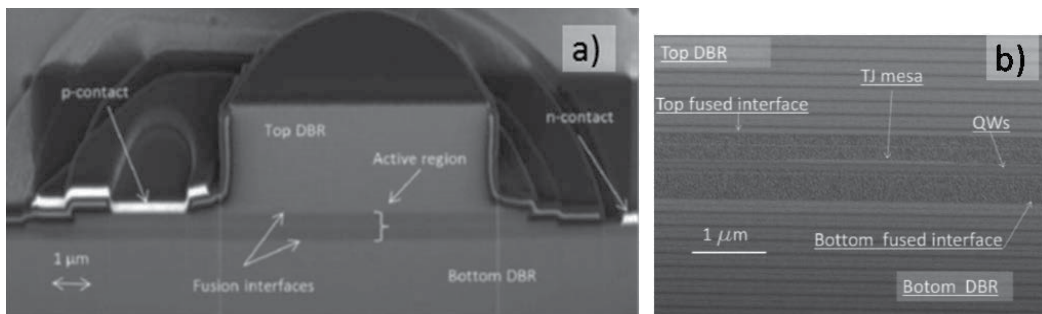 a)
p-contact
n-contact
Top DBR
Active region
1 μm
Fusion interfaces
Bottom DBR
b)
Top DBR
TJ mesa
Top fused interface
QWs
1 μm
Bottom fused interface
Botom DBR